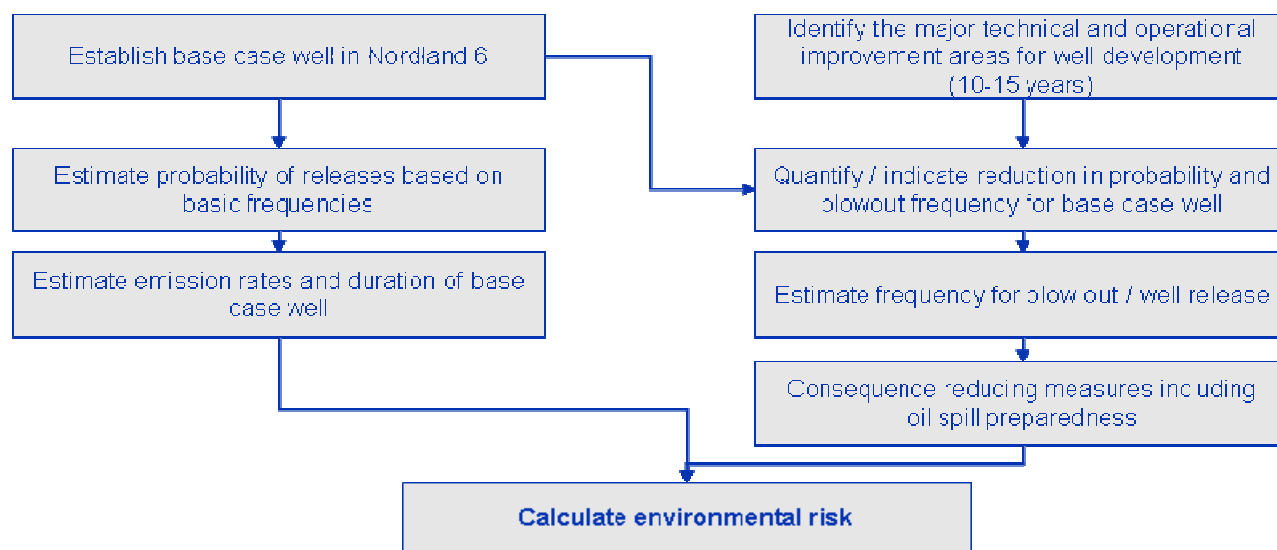 Establish base case well in Nordland 6
Identify the major technical and operational
improvement areas for well development
(10-15 years)
Estimate probability of releases based on
basic frequencies
Quantify / indicate reduction in probability and
blowout frequency for base case well
Estimate emission rates and duration of base
case well
Estimate frequency for blow out / well release
Consequence reducing measures including
oil spill preparedness
Calculate environmental risk